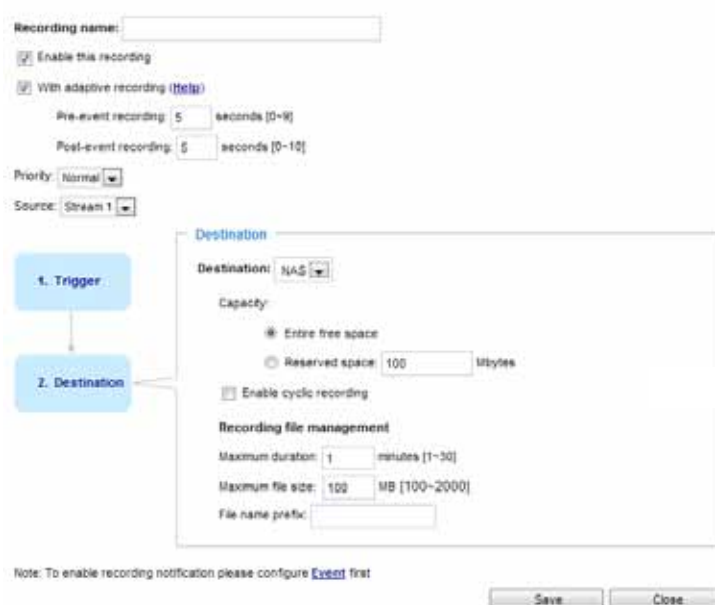 Recording name:
Enable this recording
With adaptive recording (Help)
Pre-event recording: 5 seconds [0~9]
Post-event recording: 5 seconds [0~10]
Priority: Normal
Source: Stream 1
Destination
1. Trigger
2. Destination
Destination: NAS
Capacity:
Entire free space
Reserved space: 100 Mbytes
Enable cyclic recording
Recording file management
Maximum duration: 1 minutes [1~30]
Maximum file size: 100 MB [100~2000]
File name prefix:
Note: To enable recording notification please configure Event first
Save Close